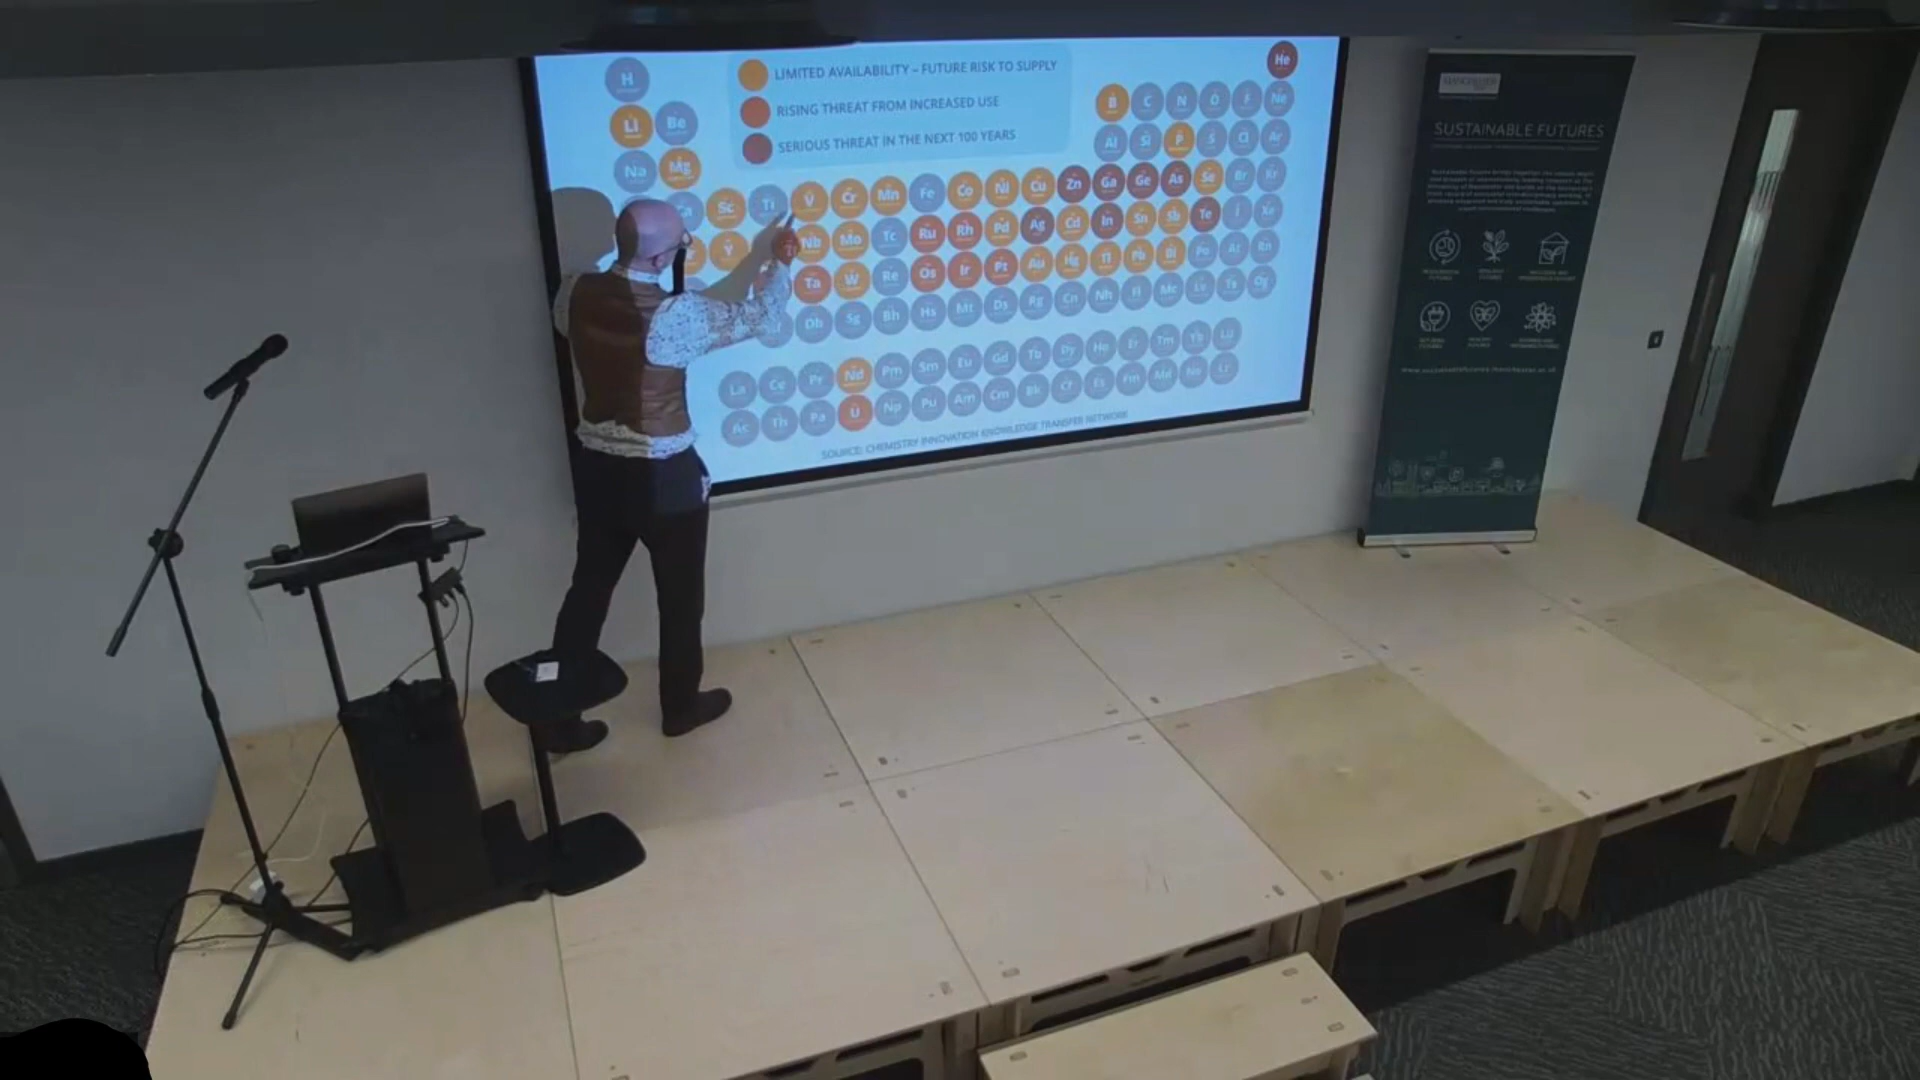 H
LIMITED AVAILABILITY – FUTURE RISK TO SUPPLY
He
RISING THREAT FROM INCREASED USE
SERIOUS THREAT IN THE NEXT 100 YEARS
Li Be
B C N O F Ne
Na Mg
Al Si P S Cl Ar
Sc Ti V Cr Mn Fe Co Ni Cu Zn Ga Ge As Se Br Kr
Y Nb Mo Tc Ru Rh Pd Ag Cd In Sn Sb Te I Xe
Ta W Re Os Ir Pt Au Hg Tl Pb Bi Po At Rn
Db Sg Bh Hs Mt Ds Rg Cn Nh Fl Mc Lv Ts Og
La Ce Pr Nd Pm Sm Eu Gd Tb Dy Ho Er Tm Yb Lu
Ac Th Pa U Np Pu Am Cm Bk Cf Es Fm Md No Lr
SOURCE: CHEMISTRY INNOVATION KNOWLEDGE TRANSFER NETWORK
SUSTAINABLE FUTURES